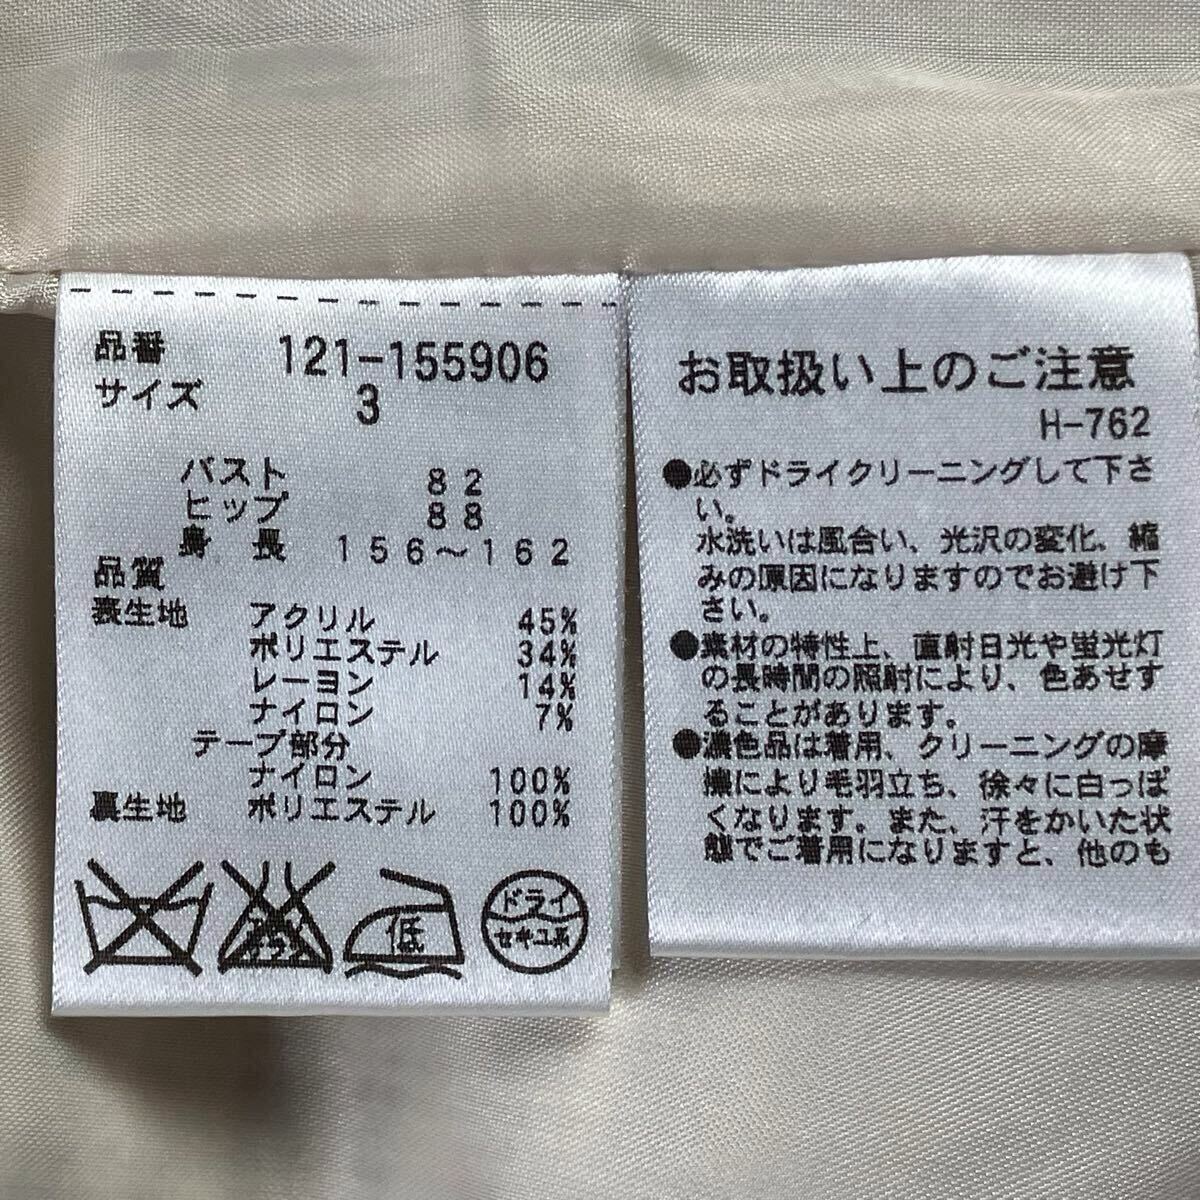 品番 121-155906
サイズ 3
バスト 82
ヒップ 88
身長 156～162
品質
表生地 アクリル 45%
ポリエステル 34%
レーヨン 14%
ナイロン 7%
テープ部分
ナイロン 100%
裏生地 ポリエステル 100%
エンソ サラシ
低
ドライ
セキユ系
お取扱い上のご注意
H-762
●必ずドライクリーニングして下さ
い。
水洗いは風合い、光沢の変化、縮
みの原因になりますのでお避け下
さい。
●素材の特性上、直射日光や蛍光灯
の長時間の照射により、色あせす
ることがあります。
●濃色品は着用、クリーニングの摩
擦により毛羽立ち、徐々に白っぽ
くなります。また、汗をかいた状
態でご着用になりますと、他のも